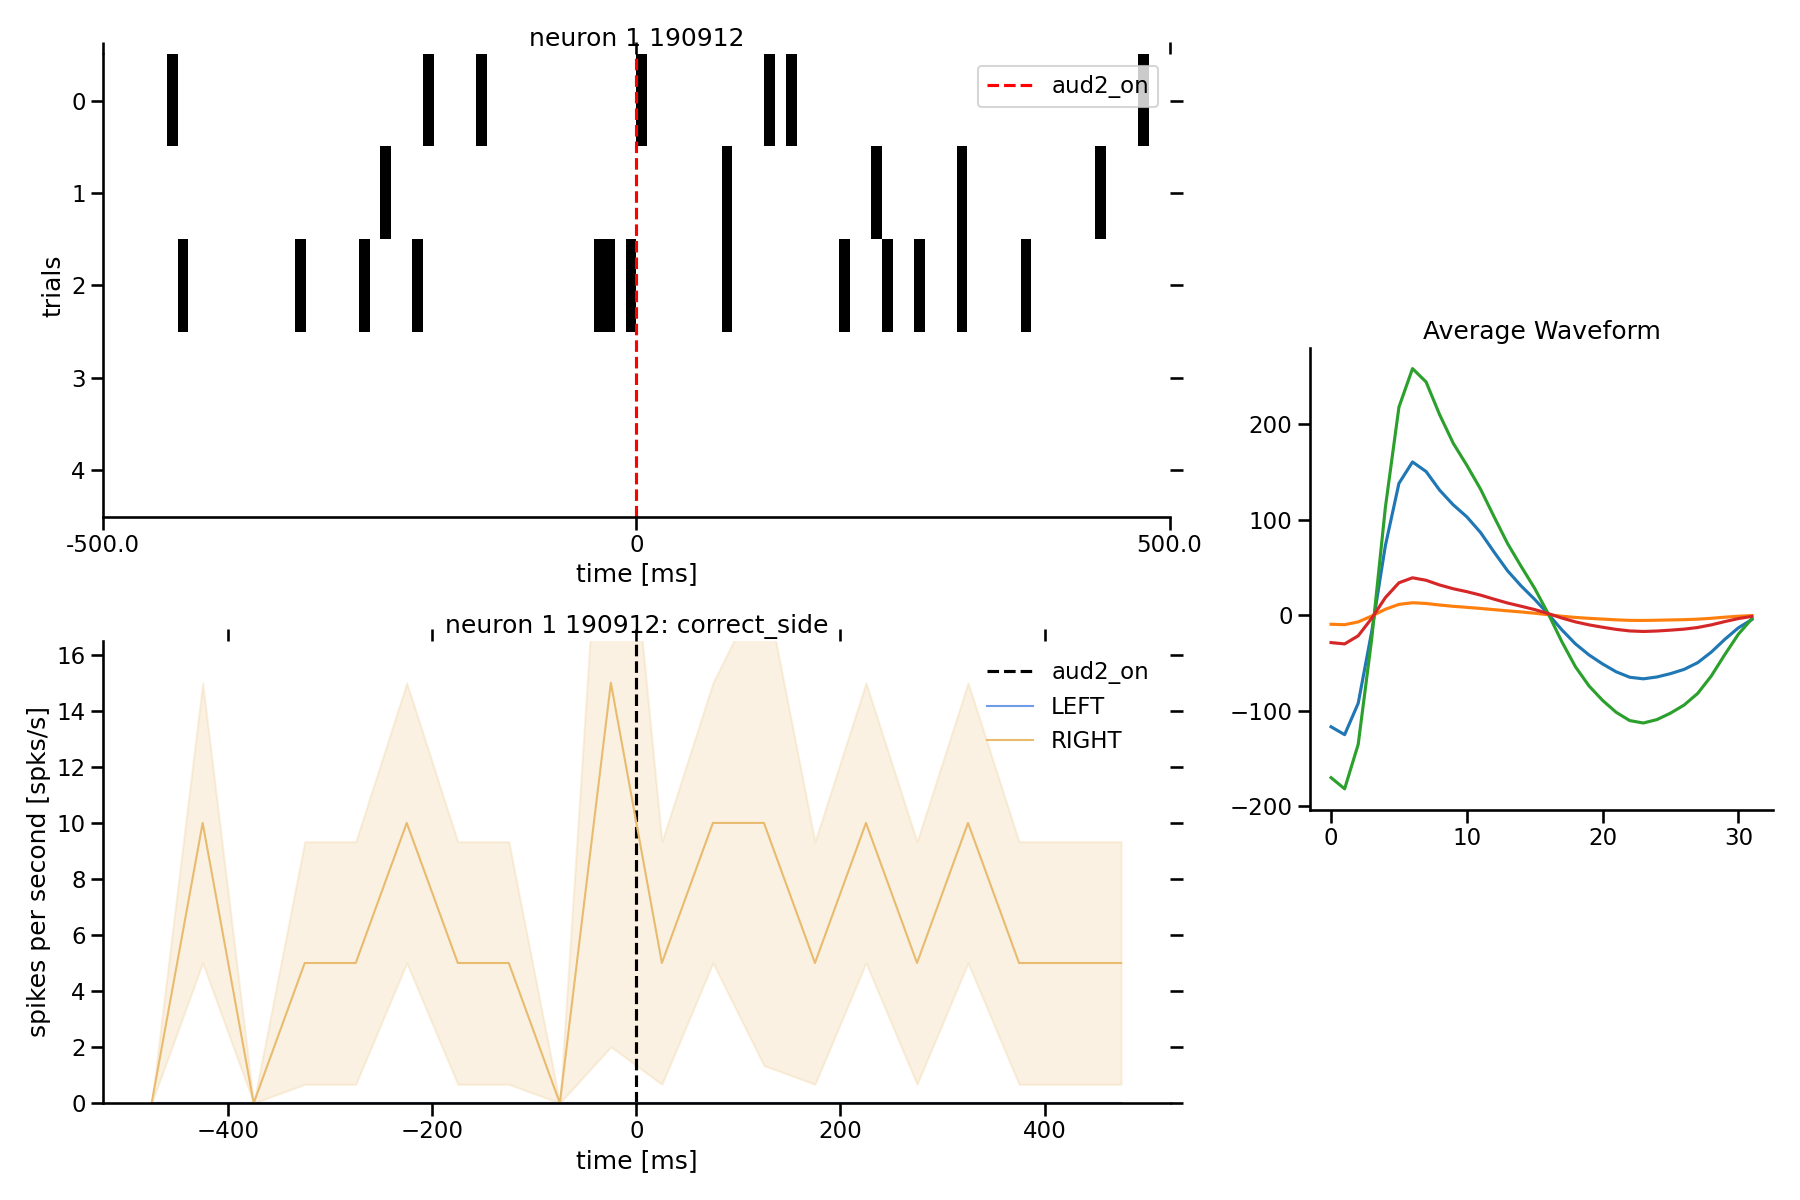 neuron 1 190912
aud2_on
trials
0
1
2
3
4
-500.0
0
500.0
time [ms]
neuron 1 190912: correct_side
aud2_on
LEFT
RIGHT
spikes per second [spks/s]
16
14
12
10
8
6
4
2
0
−400
−200
0
200
400
time [ms]
Average Waveform
200
100
0
−100
−200
0
10
20
30